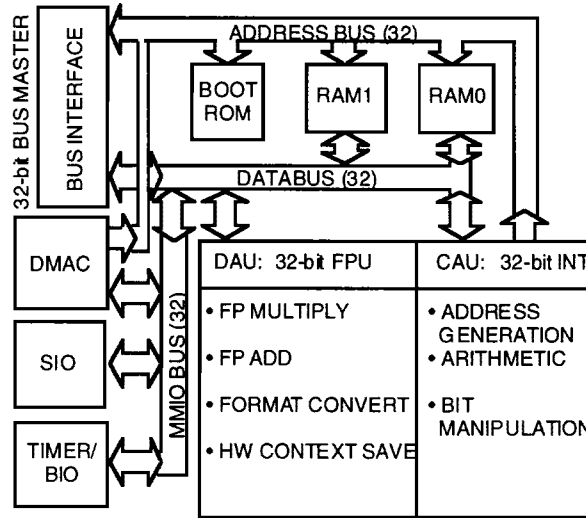 ADDRESS BUS (32)
32-bit BUS MASTER
BUS INTERFACE
BOOT
ROM
RAM1
RAM0
DATABUS (32)
DMAC
MMIO BUS (32)
SIO
TIMER/
BIO
DAU: 32-bit FPU
• FP MULTIPLY
• FP ADD
• FORMAT CONVERT
• HW CONTEXT SAVE
CAU: 32-bit INT
• ADDRESS
GENERATION
• ARITHMETIC
• BIT
MANIPULATION